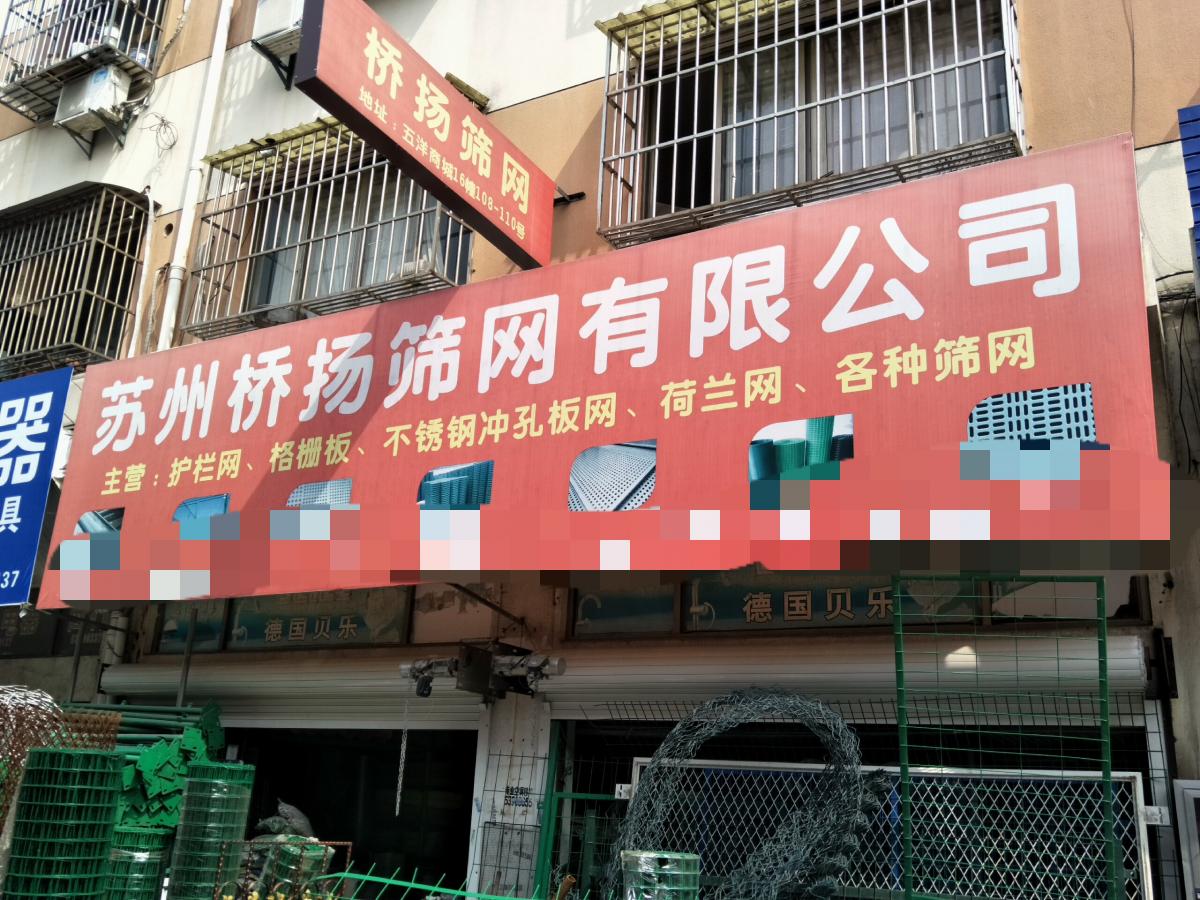 桥扬筛网
地址：五洋商城16幢108-110号
苏州桥扬筛网有限公司
主营：护栏网、格栅板、不锈钢冲孔板网、荷兰网、各种筛网
器
具
37
德国贝乐
德国贝乐